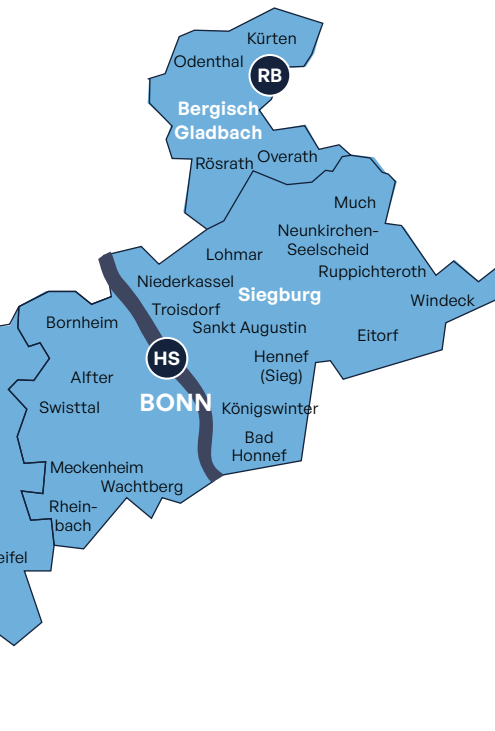 Kürten
Odenthal
RB
Bergisch
Gladbach
Rösrath
Overath
Much
Neunkirchen-
Seelscheid
Lohmar
Ruppichteroth
Niederkassel
Siegburg
Windeck
Troisdorf
Bornheim
Sankt Augustin
Eitorf
HS
Hennef
(Sieg)
Alfter
BONN
Swisttal
Königswinter
Bad
Honnef
Meckenheim
Wachtberg
Rhein-
bach
eifel